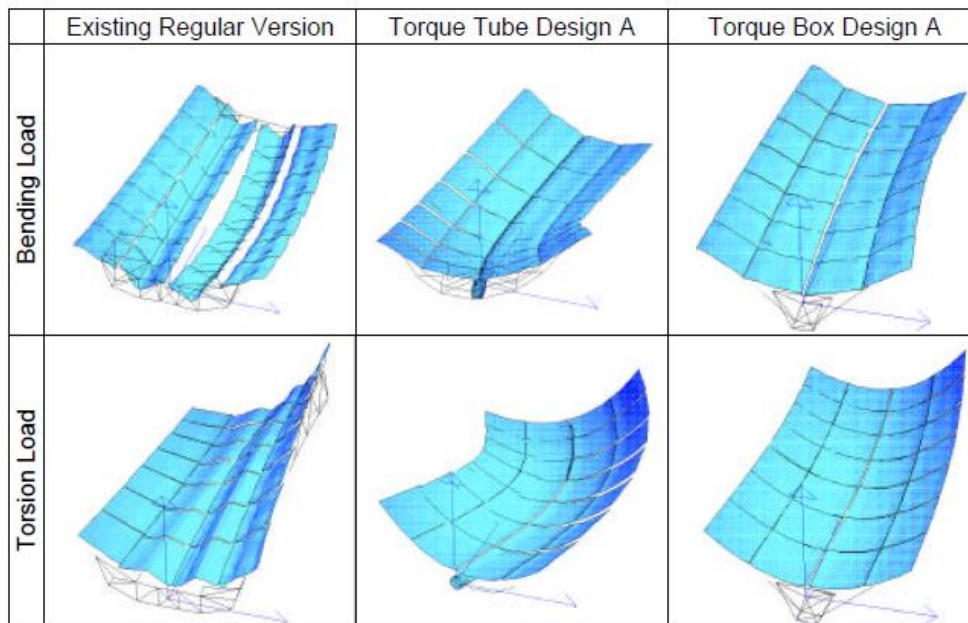 Existing Regular Version
Torque Tube Design A
Torque Box Design A
Bending Load
Torsion Load